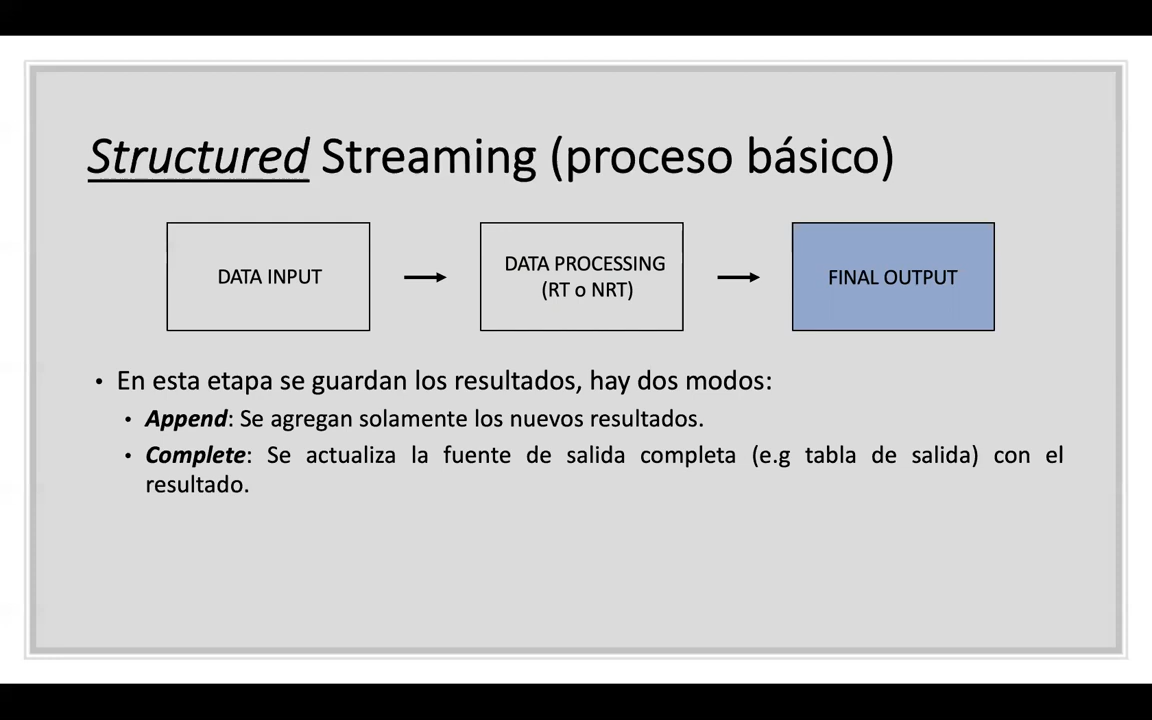 Structured Streaming (proceso básico)
DATA INPUT
DATA PROCESSING
(RT o NRT)
FINAL OUTPUT
• En esta etapa se guardan los resultados, hay dos modos:
• Append: Se agregan solamente los nuevos resultados.
• Complete: Se actualiza la fuente de salida completa (e.g tabla de salida) con el
resultado.